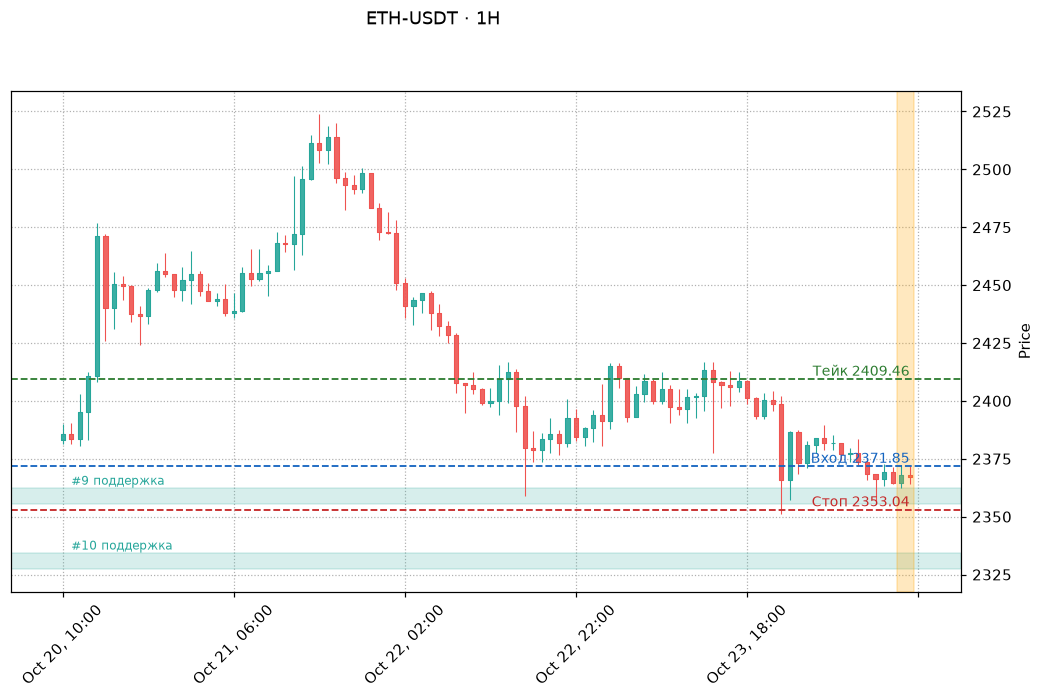 ETH-USDT · 1H
2525
2500
2475
2450
2425
2400
2375
2350
2325
Price
Тейк 2409.46
Вход 2371.85
#9 поддержка
Стоп 2353.04
#10 поддержка
Oct 20, 10:00
Oct 21, 06:00
Oct 22, 02:00
Oct 22, 22:00
Oct 23, 18:00